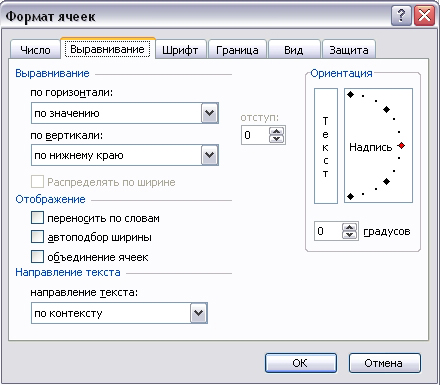 Формат ячеек
Число Выравнивание Шрифт Граница Вид Защита
Выравнивание
по горизонтали:
по значению
отступ:
0
по вертикали:
по нижнему краю
Распределять по ширине
Отображение
переносить по словам
автоподбор ширины
объединение ячеек
Направление текста
направление текста:
по контексту
Ориентация
Текст
Надпись
0 градусов
ОК Отмена